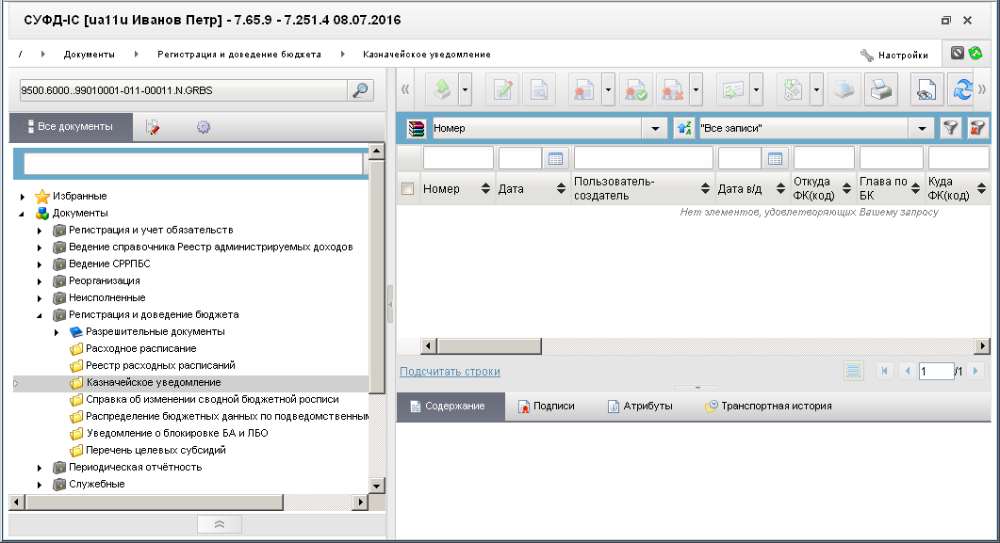 СУФД-IC [ua11u Иванов Петр] - 7.65.9 - 7.251.4 08.07.2016
/ Документы Регистрация и доведение бюджета Казначейское уведомление
Настройки
9500.6000..99010001-011-00011.N.GRBS
Все документы
Избранные
Документы
Регистрация и учет обязательств
Ведение справочника Реестр администрируемых доходов
Ведение СРРПБС
Реорганизация
Неисполненные
Регистрация и доведение бюджета
Разрешительные документы
Расходное расписание
Реестр расходных расписаний
Казначейское уведомление
Справка об изменении сводной бюджетной росписи
Распределение бюджетных данных по подведомственным
Уведомление о блокировке БА и ЛБО
Перечень целевых субсидий
Периодическая отчётность
Служебные
Номер
"Все записи"
Номер
Дата
Пользователь-
создатель
Дата в/д
Откуда
ФК(код)
Глава по
БК
Куда
ФК(код)
Нет элементов, удовлетворяющих Вашему запросу
Подсчитать строки
1 /1
Содержание
Подписи
Атрибуты
Транспортная история